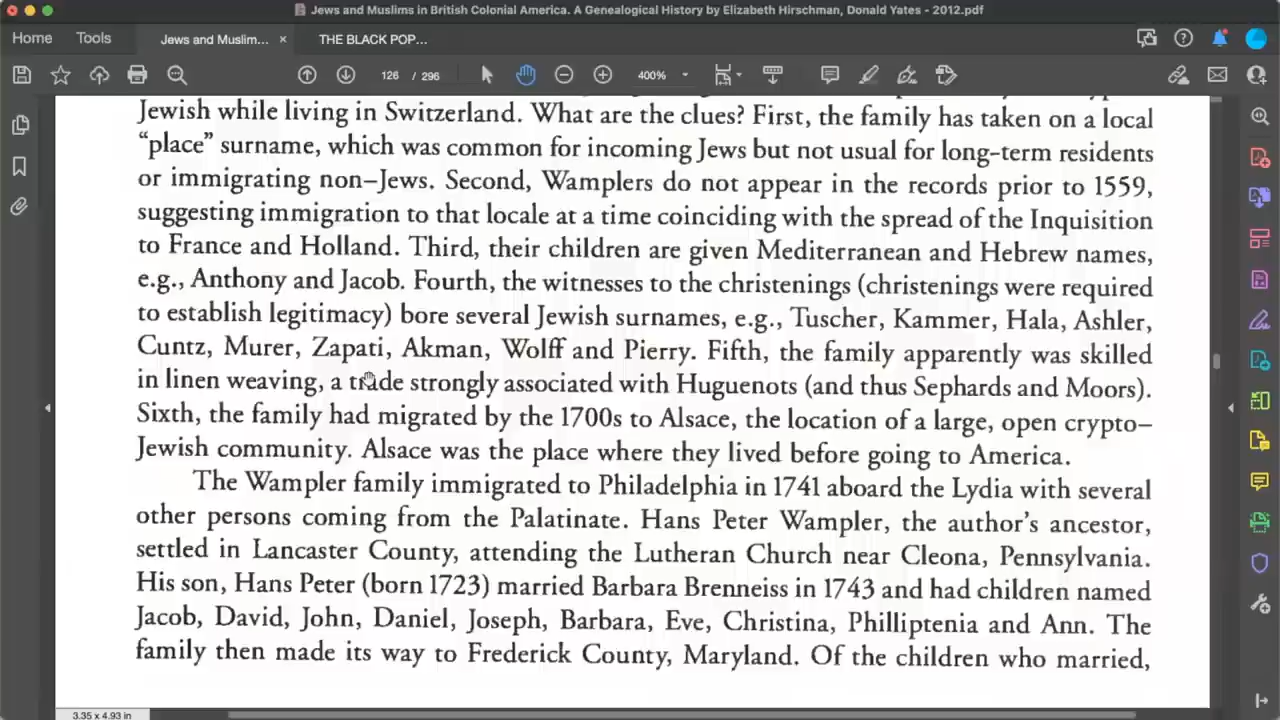 Jews and Muslims in British Colonial America. A Genealogical History by Elizabeth Hirschman, Donald Yates - 2012.pdf
Home
Tools
Jews and Muslim...
THE BLACK POP...
126 / 296
400%
Jewish while living in Switzerland. What are the clues? First, the family has taken on a local
“place” surname, which was common for incoming Jews but not usual for long-term residents
or immigrating non–Jews. Second, Wamplers do not appear in the records prior to 1559,
suggesting immigration to that locale at a time coinciding with the spread of the Inquisition
to France and Holland. Third, their children are given Mediterranean and Hebrew names,
e.g., Anthony and Jacob. Fourth, the witnesses to the christenings (christenings were required
to establish legitimacy) bore several Jewish surnames, e.g., Tuscher, Kammer, Hala, Ashler,
Cuntz, Murer, Zapati, Akman, Wolff and Pierry. Fifth, the family apparently was skilled
in linen weaving, a trade strongly associated with Huguenots (and thus Sephards and Moors).
Sixth, the family had migrated by the 1700s to Alsace, the location of a large, open crypto–
Jewish community. Alsace was the place where they lived before going to America.
The Wampler family immigrated to Philadelphia in 1741 aboard the Lydia with several
other persons coming from the Palatinate. Hans Peter Wampler, the author’s ancestor,
settled in Lancaster County, attending the Lutheran Church near Cleona, Pennsylvania.
His son, Hans Peter (born 1723) married Barbara Brenneiss in 1743 and had children named
Jacob, David, John, Daniel, Joseph, Barbara, Eve, Christina, Philliptenia and Ann. The
family then made its way to Frederick County, Maryland. Of the children who married,
3.35 x 4.93 in